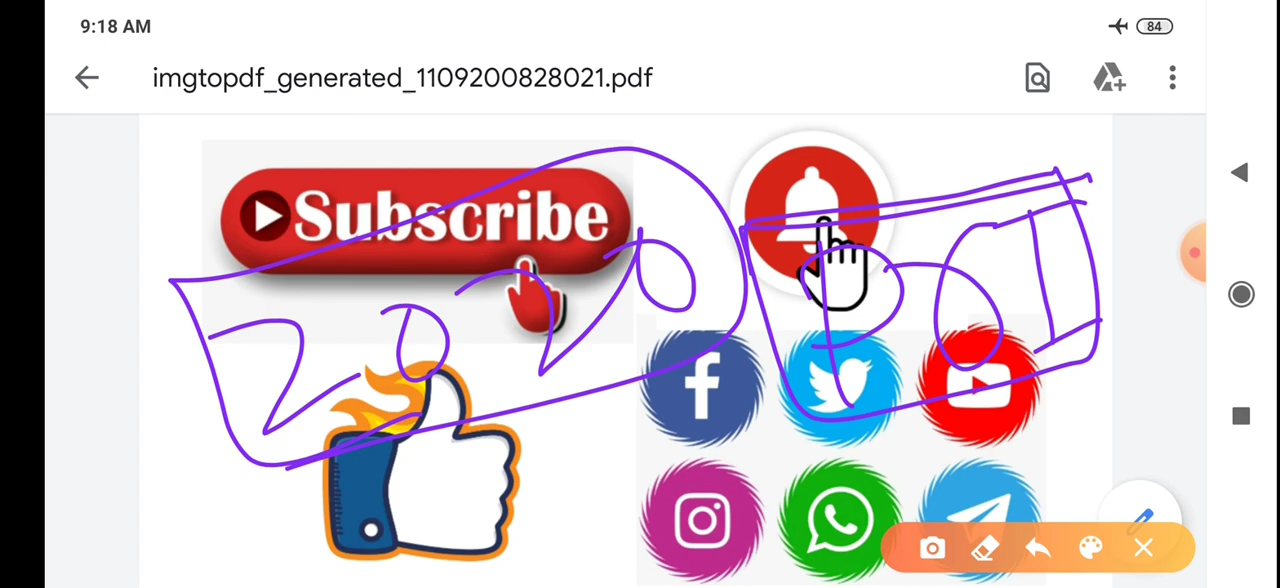 9:18 AM
84
imgtopdf_generated_1109200828021.pdf
Subscribe
2020